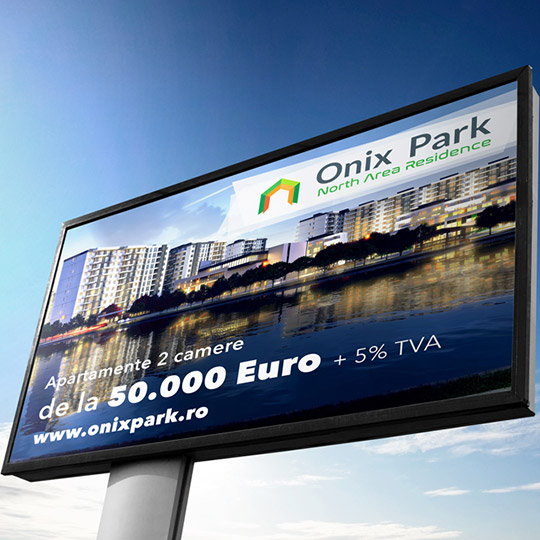 Onix Park
North Area Residence
Apartamente 2 camere
de la 50.000 Euro + 5% TVA
www.onixpark.ro